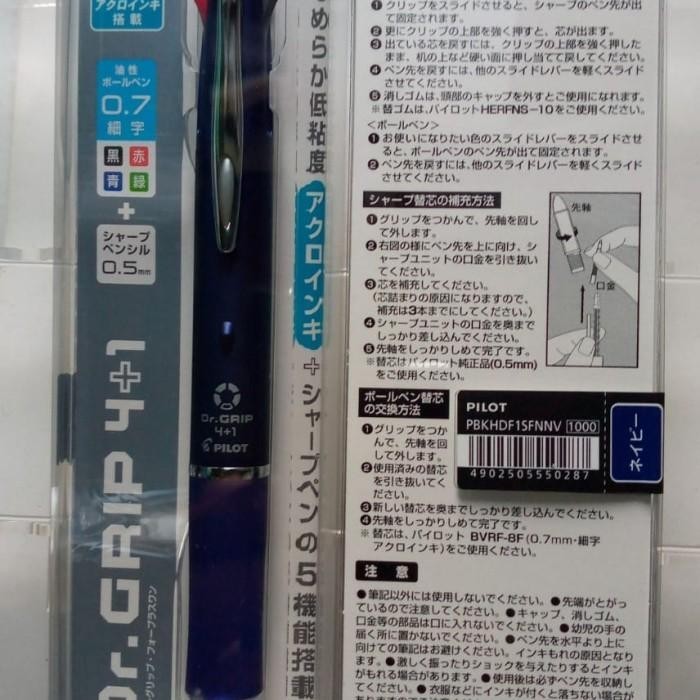 アクロインキ
搭載
油性
ボールペン
0.7
細字
黒 赤
青 緑
+
シャープ
ペンシル
0.5mm
Dr.GRIP 4+1
グリップ・フォープラスワン
Dr.GRIP
4+1
PILOT
めらか低粘度 アクロインキ + シャープペンの5機能搭載
❶クリップをスライドさせると、シャープのペン先が出
て固定されます。
❷更にクリップの上部を強く押すと、芯が出ます。
❸出ている芯を戻すには、クリップの上部を強く押した
まま、机の上など硬い面に押し当てて戻してください。
❹ペン先を戻すには、他のスライドレバーを軽くスライド
させてください。
❺消しゴムは、頭部のキャップを外すとご使用になれます。
※替ゴムは、パイロットHERFNS-10をご使用ください。
<ボールペン>
❶お使いになりたい色のスライドレバーをスライドさせ
ると、ボールペンのペン先が出て固定されます。
❷ペン先を戻すには、他のスライドレバーを軽くスライド
させてください。
シャープ替芯の補充方法
❶グリップをつかんで、先軸を回し
て外します。
❷右図の様にペン先を上に向け、シ
ャープユニットの口金を引き抜い
てください。
❸芯を補充してください。
(芯詰まりの原因になりますので、
補充は3本までにしてください。)
❹シャープユニットの口金を奥まで
しっかり差し込んでください。
❺先軸をしっかりしめて完了です。
※替芯はパイロット純正品(0.5mm)
をご使用ください。
先軸
口金
ボールペン替芯
の交換方法
❶グリップをつか
んで、先軸を回
して外します。
❷使用済みの替芯
を引き抜いてく
ださい。
❸新しい替芯を奥までしっかり差し込んでください。
❹先軸をしっかりしめて完了です。
※替芯は、パイロット BVRF-8F(0.7mm・細字
アクロインキ)をご使用ください。
PILOT
PBKHDF1SFNNV 1000
4902505550287
ネイビー
注 意
●筆記以外には使用しないでください。●先端がとがっ
ているので注意してください。●キャップ、消しゴム、
口金等の部品は口に入れないでください。●幼児の手の
届く所に置かないでください。●ペン先を水平より上に
向けての筆記はお避けください。インキもれの原因となり
ます。●激しく振ったりショックを与えたりするとインキ
がもれる場合があります。●使用後は必ずペン先を収納し
てください。●衣服などにインキが付くと落ちない場合